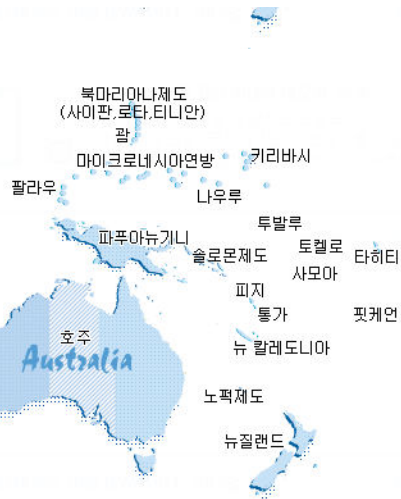 북마리아나제도
(사이판,로타,티니안)
괌
마이크로네시아연방
키리바시
팔라우
나우루
투발루
파푸아뉴기니
솔로몬제도
토켈로
타히티
사모아
피지
통가
핏케언
호주
Australia
뉴 칼레도니아
노퍽제도
뉴질랜드